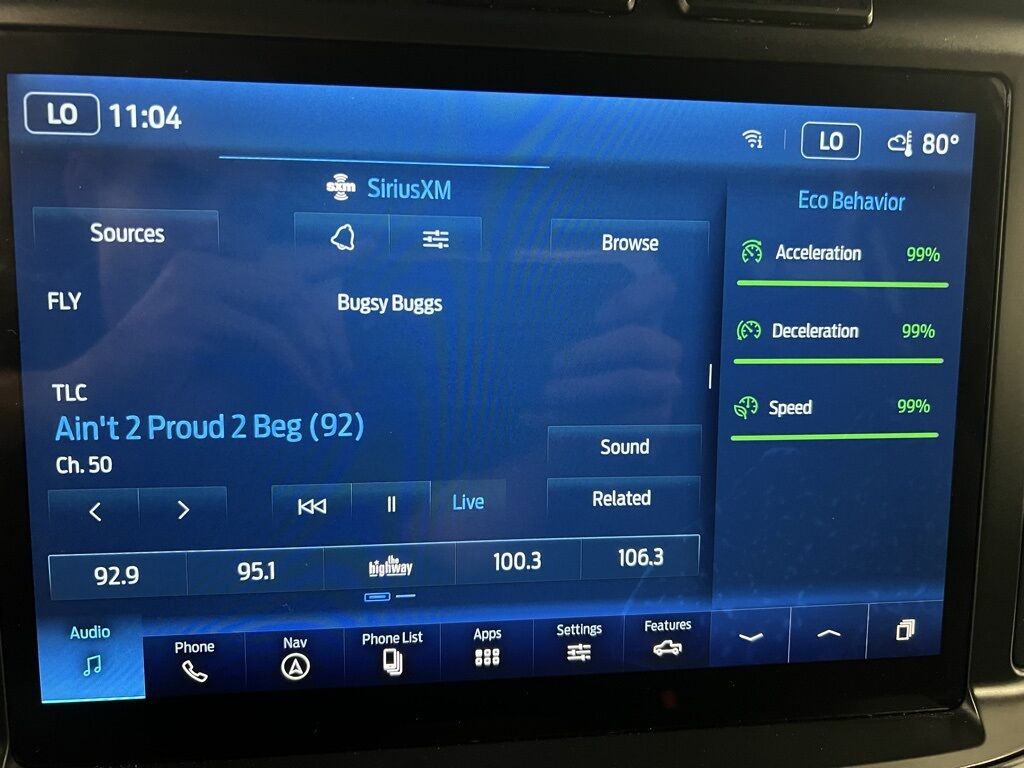 LO 11:04
LO 80°
sxm SiriusXM
Sources
Browse
FLY
Bugsy Buggs
TLC
Ain't 2 Proud 2 Beg (92)
Ch. 50
Sound
Live
Related
92.9
95.1
the highway
100.3
106.3
Eco Behavior
Acceleration 99%
Deceleration 99%
Speed 99%
Audio
Phone
Nav
Phone List
Apps
Settings
Features